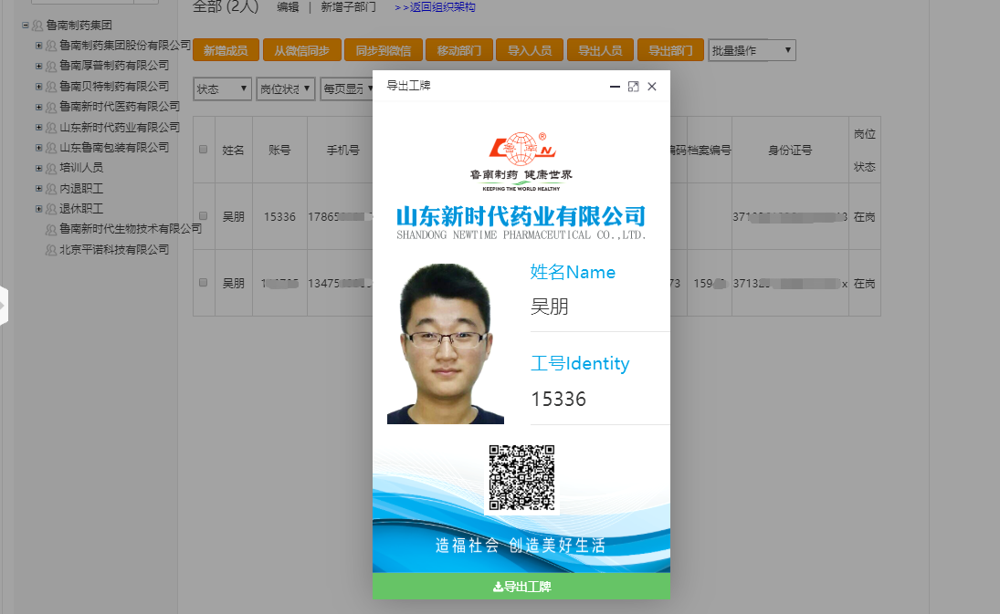 全部 (2人) 编辑 | 新增子部门 >>返回组织架构
鲁南制药集团
鲁南制药集团股份有限公司
鲁南厚普制药有限公司
鲁南贝特制药有限公司
鲁南新时代医药有限公司
山东新时代药业有限公司
山东鲁南包装有限公司
培训人员
内退职工
退休职工
鲁南新时代生物技术有限公司
北京平诺科技有限公司
新增成员 从微信同步 同步到微信 移动部门 导入人员 导出人员 导出部门 批量操作
状态 岗位状态 每页显示
姓名 账号 手机号 编码 档案编号 身份证号 岗位
状态
吴朋 15336 17865 在岗
吴朋 13475 73 159 x 在岗
导出工牌
鲁南 N ®
鲁南制药 健康世界
KEEPING THE WORLD HEALTHY
山东新时代药业有限公司
SHANDONG NEWTIME PHARMACEUTICAL CO.,LTD.
姓名Name
吴朋
工号Identity
15336
造福社会 创造美好生活
导出工牌